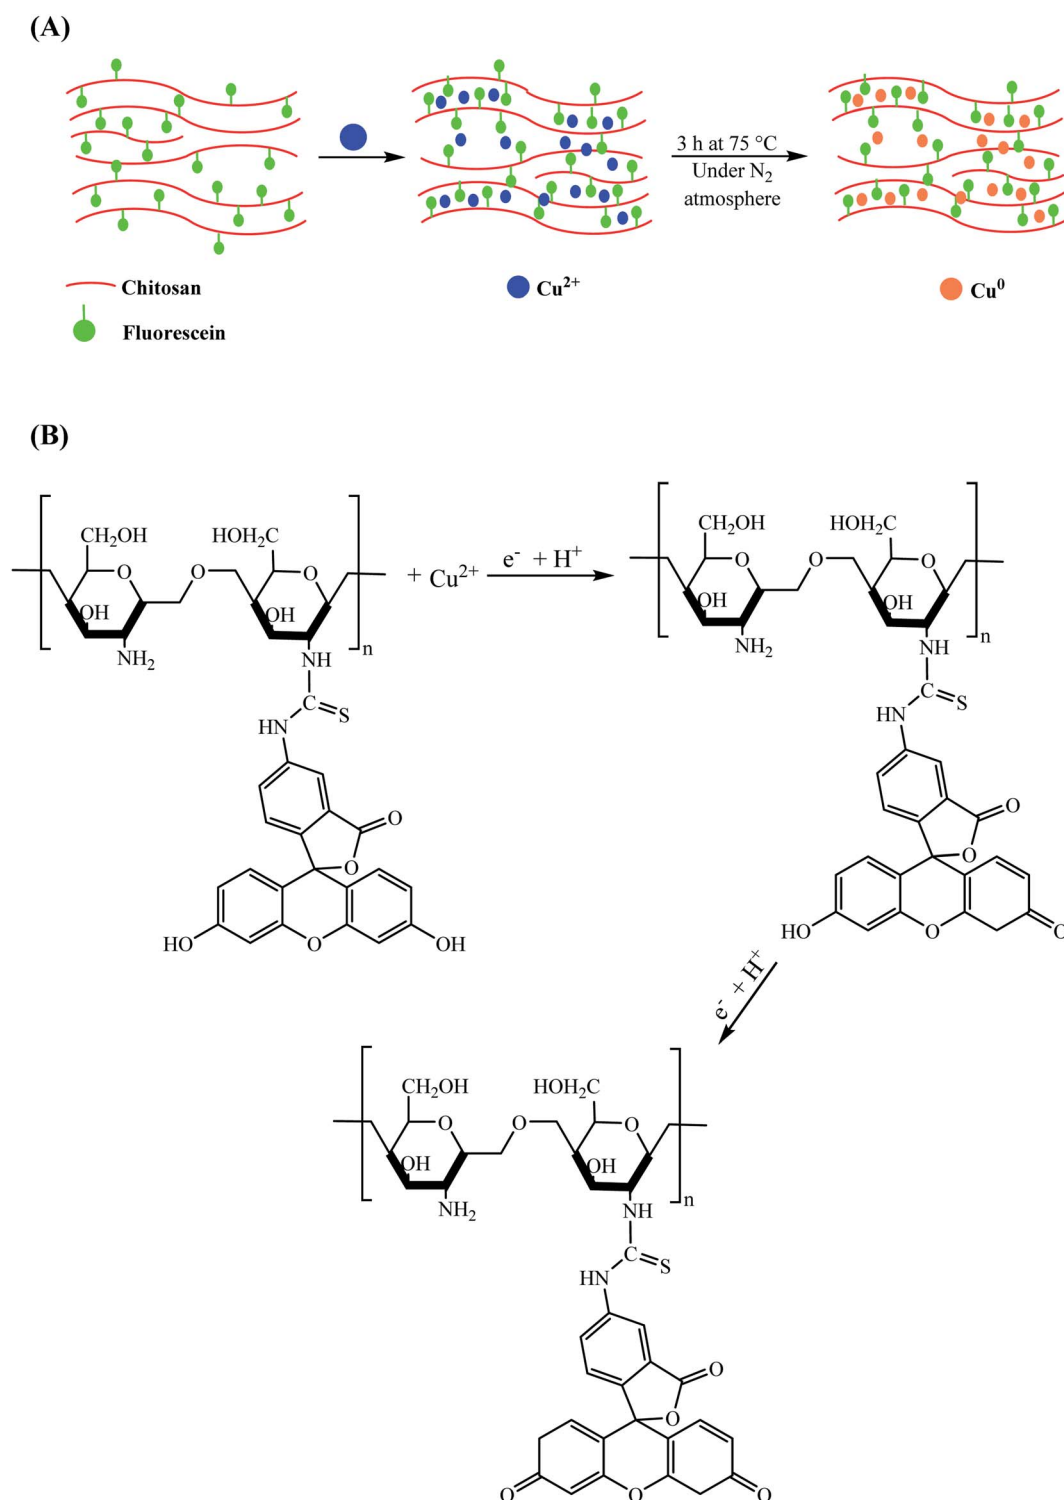 (A)
3 h at 75 °C
Under N₂
atmosphere
Chitosan
Cu²⁺
Cu⁰
Fluorescein
(B)
CH₂OH
HOH₂C
O
O
O
OH
OH
NH₂
NH
n
+ Cu²⁺
e⁻ + H⁺
CH₂OH
HOH₂C
O
O
O
OH
OH
NH₂
NH
n
C
S
HN
O
O
HO
O
OH
C
S
HN
O
O
HO
O
O
e⁻ + H⁺
CH₂OH
HOH₂C
O
O
O
OH
OH
NH₂
NH
n
C
S
HN
O
O
O
O
O